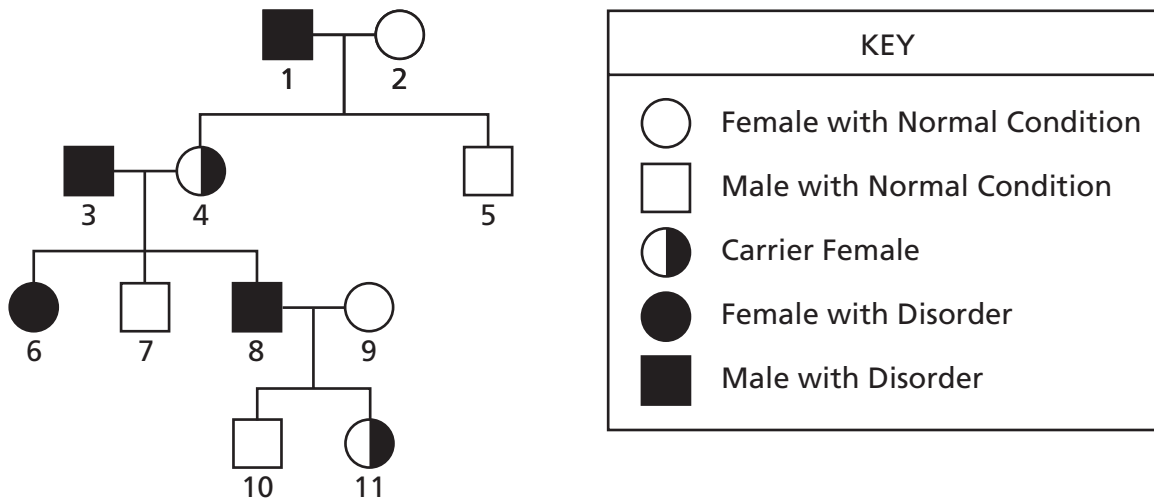 1
2
3
4
5
6
7
8
9
10
11
KEY
Female with Normal Condition
Male with Normal Condition
Carrier Female
Female with Disorder
Male with Disorder